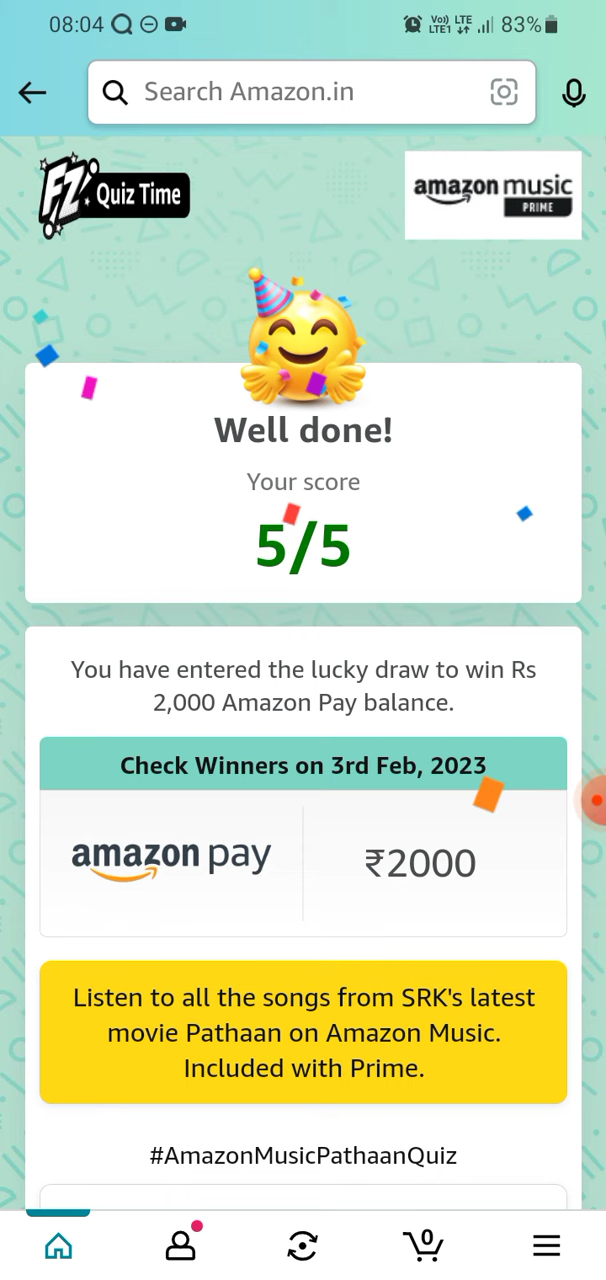 08:04
Vo)) LTE
LTE1
83%
Search Amazon.in
FZ Quiz Time
amazon music
PRIME
Well done!
Your score
5/5
You have entered the lucky draw to win Rs
2,000 Amazon Pay balance.
Check Winners on 3rd Feb, 2023
amazon pay
₹2000
Listen to all the songs from SRK's latest
movie Pathaan on Amazon Music.
Included with Prime.
#AmazonMusicPathaanQuiz
0